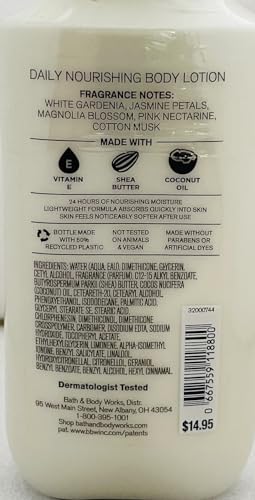 DAILY NOURISHING BODY LOTION
FRAGRANCE NOTES:
WHITE GARDENIA, JASMINE PETALS,
MAGNOLIA BLOSSOM, PINK NECTARINE,
COTTON MUSK
MADE WITH
E
VITAMIN
E
SHEA
BUTTER
COCONUT
OIL
24 HOURS OF NOURISHING MOISTURE
LIGHTWEIGHT FORMULA ABSORBS QUICKLY INTO SKIN
SKIN FEELS NOTICEABLY SOFTER AFTER USE
BOTTLE MADE
WITH 50%
RECYCLED PLASTIC
NOT TESTED
ON ANIMALS
& VEGAN
MADE WITHOUT
PARABENS OR
ARTIFICIAL DYES
INGREDIENTS: WATER (AQUA, EAU), DIMETHICONE, GLYCERIN,
CETYL ALCOHOL, FRAGRANCE (PARFUM), C12-15 ALKYL BENZOATE,
BUTYROSPERMUM PARKII (SHEA) BUTTER, COCOS NUCIFERA
(COCONUT) OIL, CETEARETH-20, STEARYL ALCOHOL,
PHENOXYETHANOL, ISODODECANE, PALMITIC ACID,
GLYCERYL STEARATE SE, STEARIC ACID,
CHLORPHENESIN, DIMETHICONE, DIMETHICONE
CROSSPOLYMER, CARBOMER, DISODIUM EDTA, SODIUM
HYDROXIDE, TOCOPHERYL ACETATE,
ETHYLHEXYLGLYCERIN, LIMONENE, ALPHA-ISOMETHYL
IONONE, BENZYL SALICYLATE, LINALOOL,
HYDROXYCITRONELLAL, CITRONELLOL, GERANIOL,
BENZYL BENZOATE, BENZYL ALCOHOL, HEXYL CINNAMAL
Dermatologist Tested
Bath & Body Works, Distr.
95 West Main Street, New Albany, OH 43054
1-800-395-1001
Shop bathandbodyworks.com
pat. www.bbwinc.com/patents
32000744
0 667559 118800
$14.95